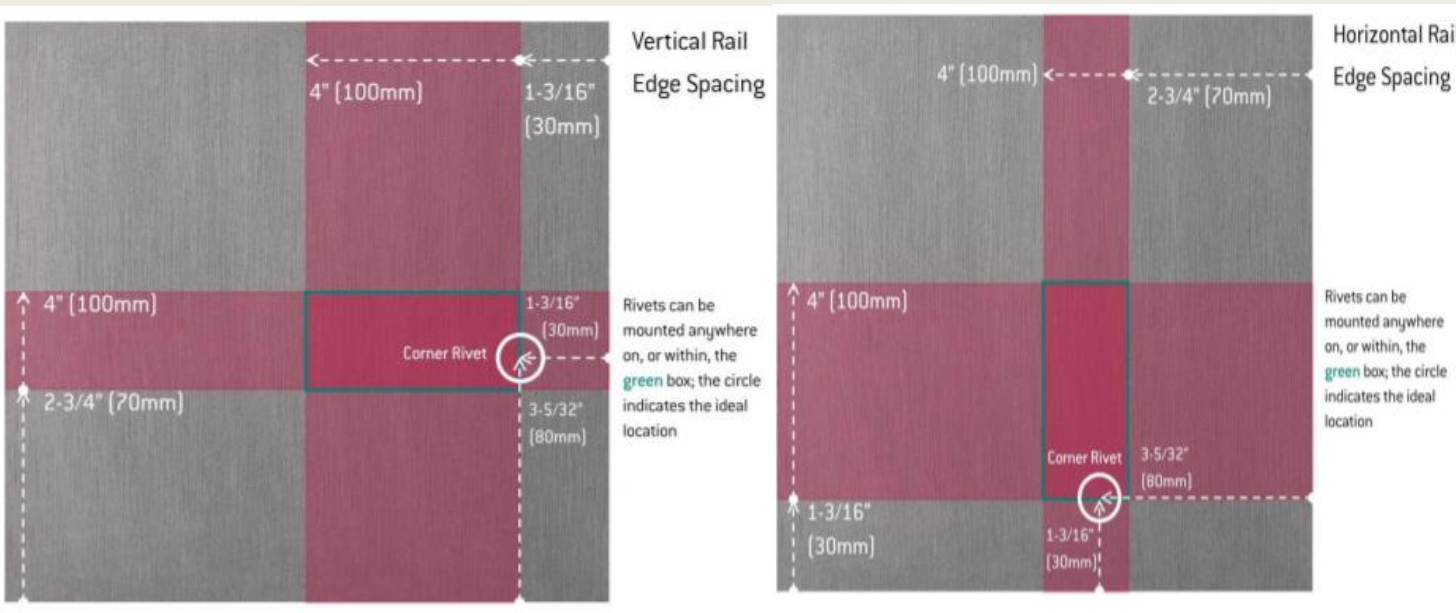 Vertical Rail
Edge Spacing
4" (100mm)
1-3/16"
(30mm)
4" (100mm)
1-3/16"
(30mm)
Corner Rivet
2-3/4" (70mm)
3-5/32"
(80mm)
Rivets can be
mounted anywhere
on, or within, the
green box; the circle
indicates the ideal
location
Horizontal Rai
Edge Spacing
4" (100mm)
2-3/4" (70mm)
4" (100mm)
Corner Rivet
3-5/32"
(80mm)
1-3/16"
(30mm)
1-3/16"
(30mm)
Rivets can be
mounted anywhere
on, or within, the
green box; the circle
indicates the ideal
location